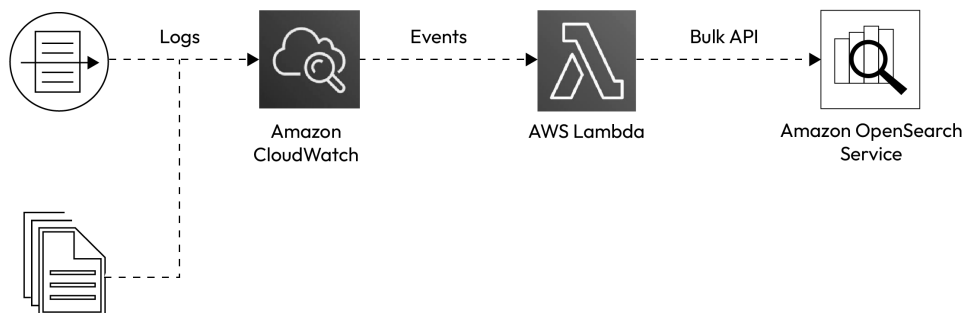 Logs
Events
Bulk API
Amazon
CloudWatch
AWS Lambda
Amazon OpenSearch
Service